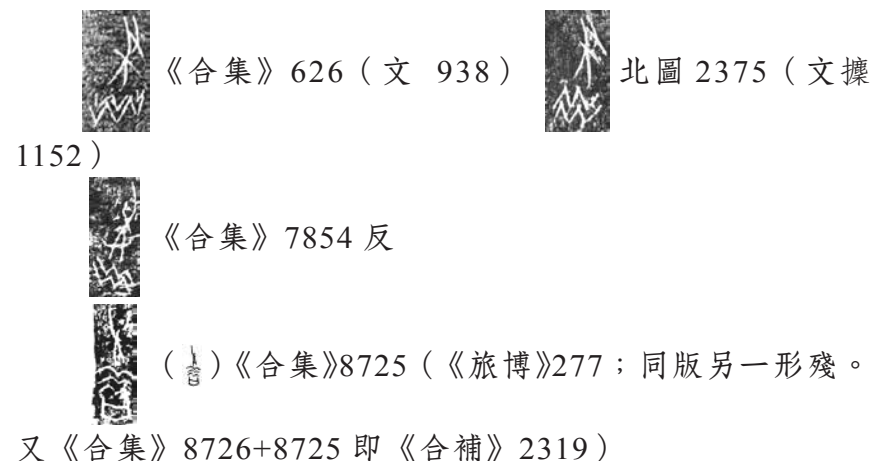 《合集》626（文 938） 北圖 2375（文攈
1152）
《合集》7854 反
（）《合集》8725（《旅博》277；同版另一形殘。
又《合集》8726+8725 即《合補》2319）